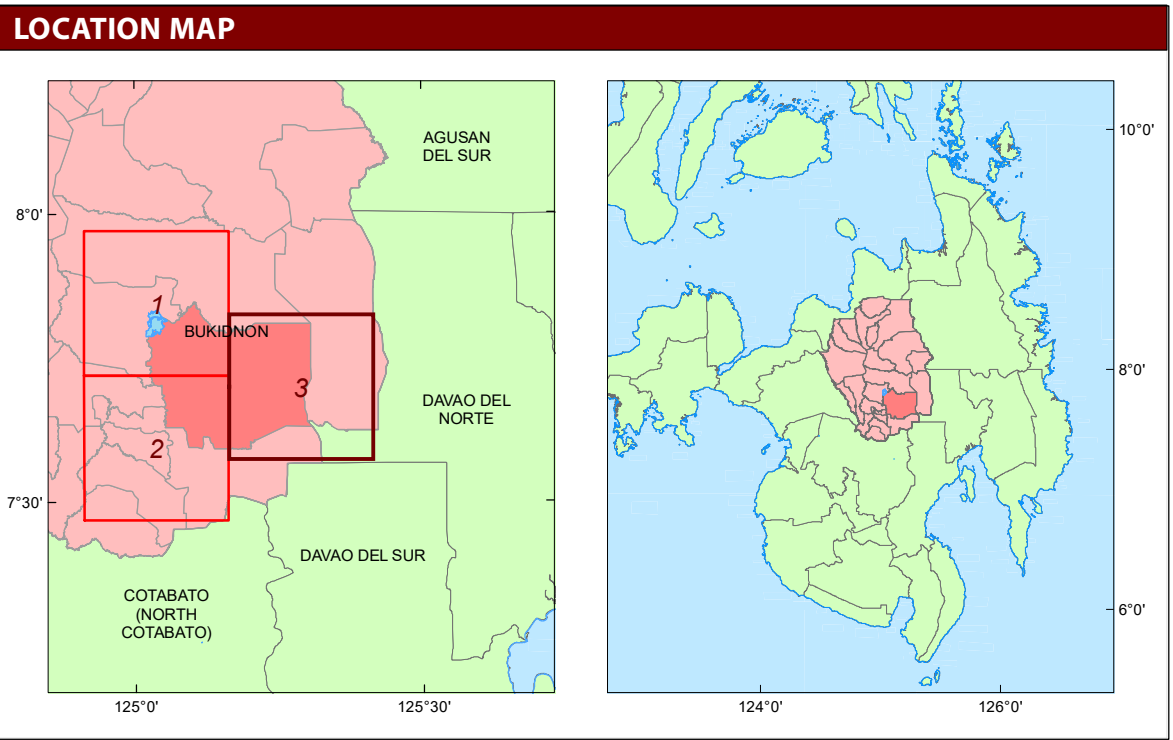 LOCATION MAP
AGUSAN
DEL SUR
8°0'
1
BUKIDNON
3
DAVAO DEL
NORTE
2
7°30'
DAVAO DEL SUR
COTABATO
(NORTH
COTABATO)
125°0'
125°30'
10°0'
8°0'
6°0'
124°0'
126°0'